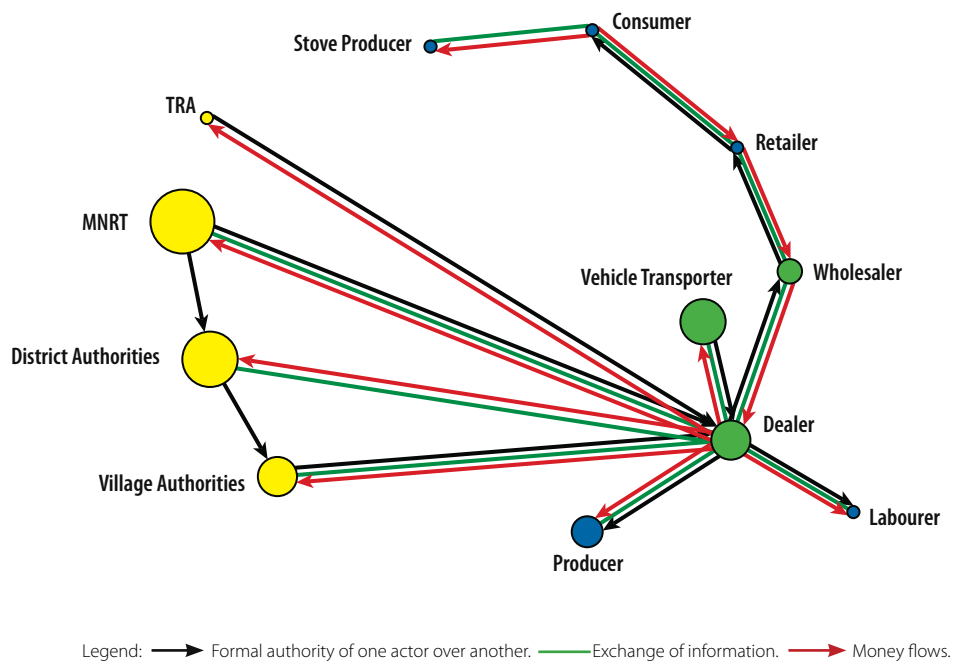 Consumer
Stove Producer
TRA
Retailer
MNRT
Vehicle Transporter
Wholesaler
District Authorities
Dealer
Village Authorities
Labourer
Producer
Legend: Formal authority of one actor over another. Exchange of information. Money flows.